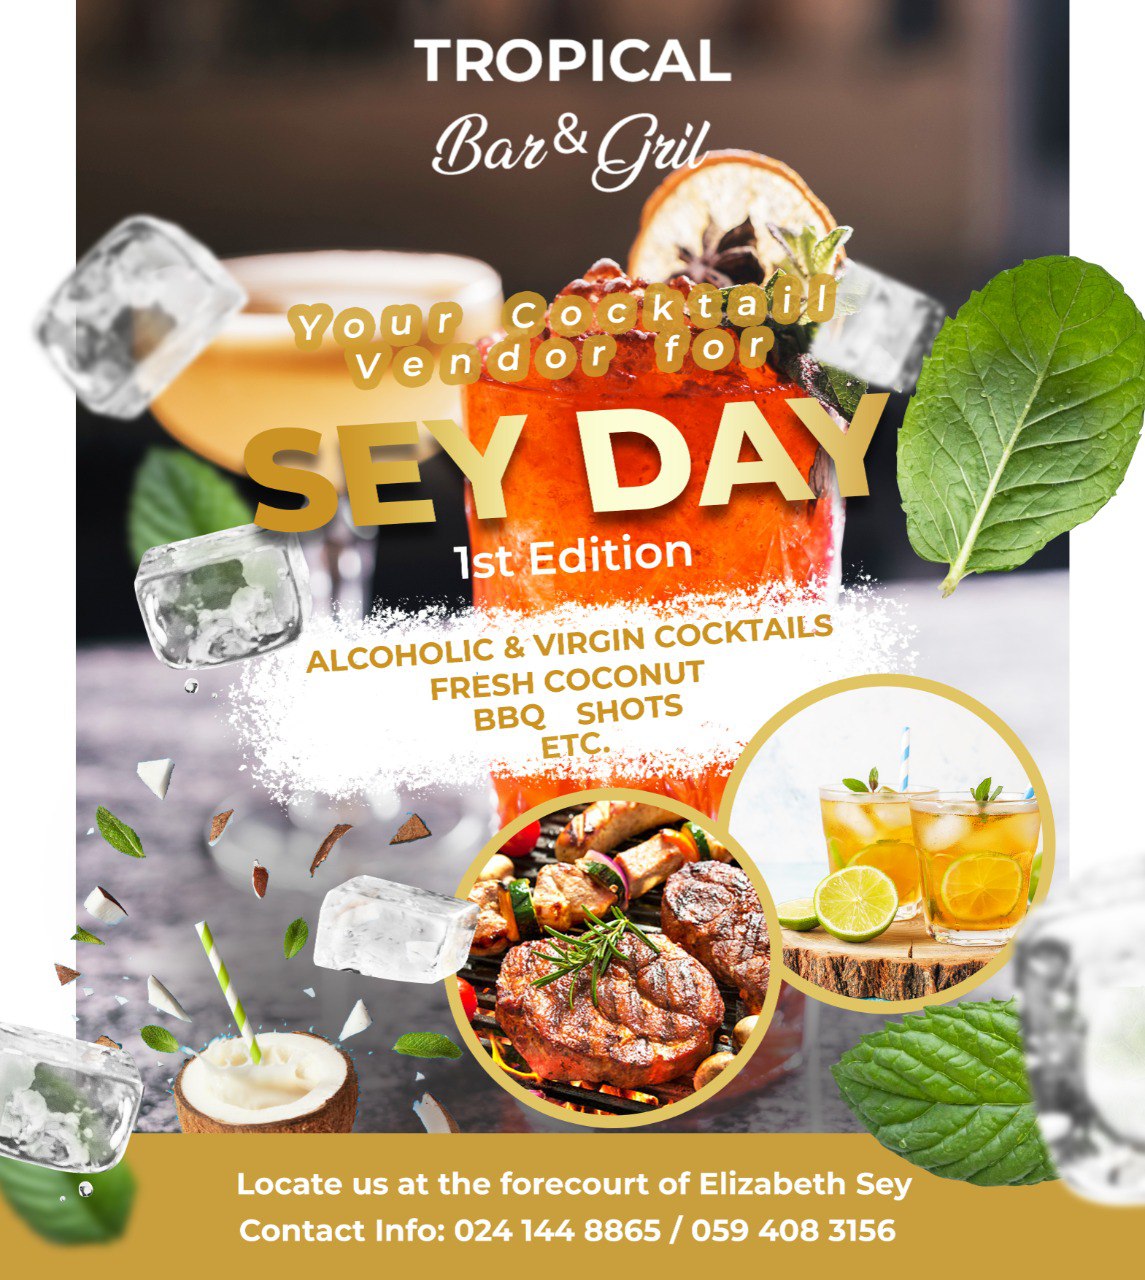 TROPICAL
Bar & Gril
Your Cocktail
Vendor for
SEY DAY
1st Edition
ALCOHOLIC & VIRGIN COCKTAILS
FRESH COCONUT
BBQ SHOTS
ETC.
Locate us at the forecourt of Elizabeth Sey
Contact Info: 024 144 8865 / 059 408 3156